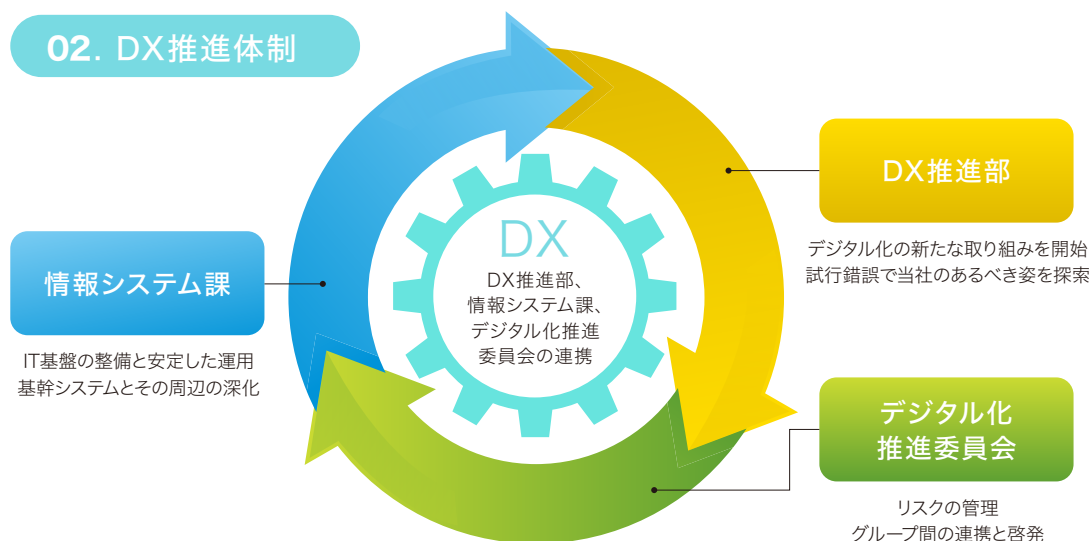 02. DX推進体制
DX推進部
デジタル化の新たな取り組みを開始
試行錯誤で当社のあるべき姿を探索
DX
DX推進部、
情報システム課、
デジタル化推進
委員会の連携
情報システム課
IT基盤の整備と安定した運用
基幹システムとその周辺の深化
デジタル化
推進委員会
リスクの管理
グループ間の連携と啓発